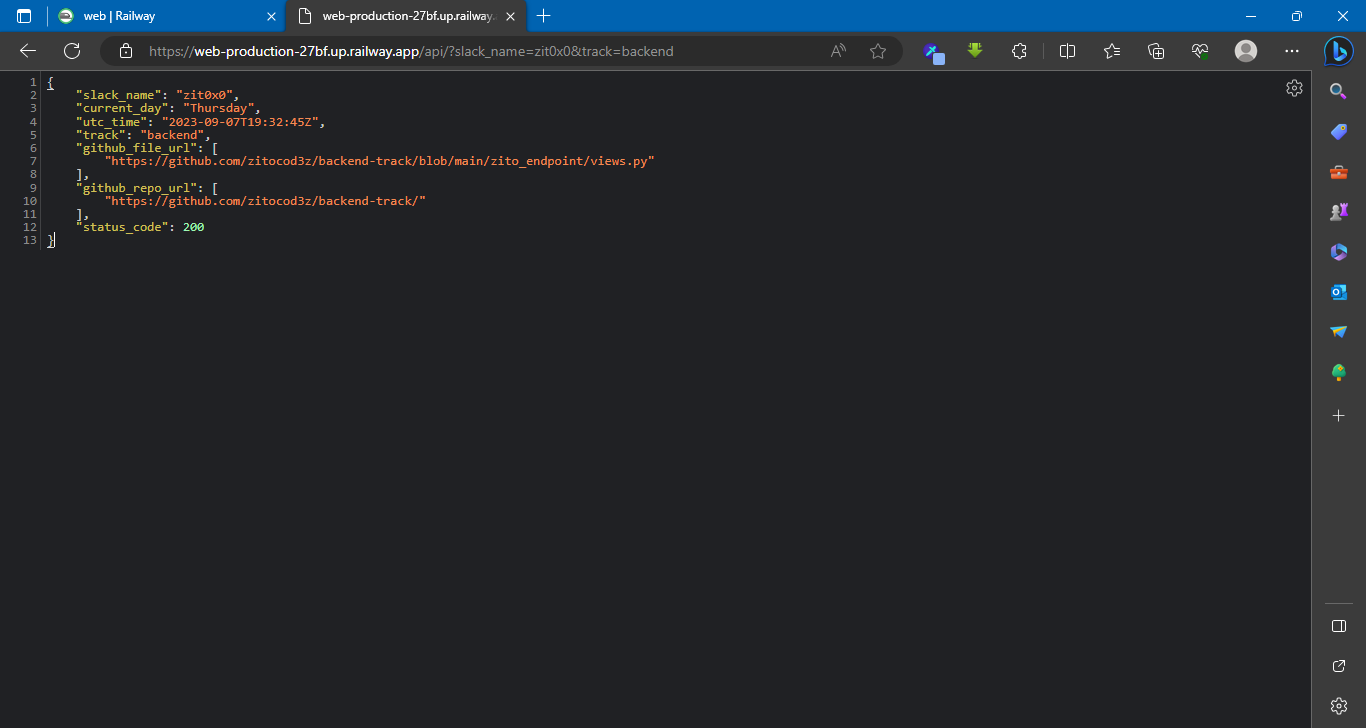 web | Railway
web-production-27bf.up.railway.
https://web-production-27bf.up.railway.app/api/?slack_name=zit0x0&track=backend
1 {
2 "slack_name": "zit0x0",
3 "current_day": "Thursday",
4 "utc_time": "2023-09-07T19:32:45Z",
5 "track": "backend",
6 "github_file_url": [
7 "https://github.com/zitocod3z/backend-track/blob/main/zito_endpoint/views.py"
8 ],
9 "github_repo_url": [
10 "https://github.com/zitocod3z/backend-track/"
11 ],
12 "status_code": 200
13 }